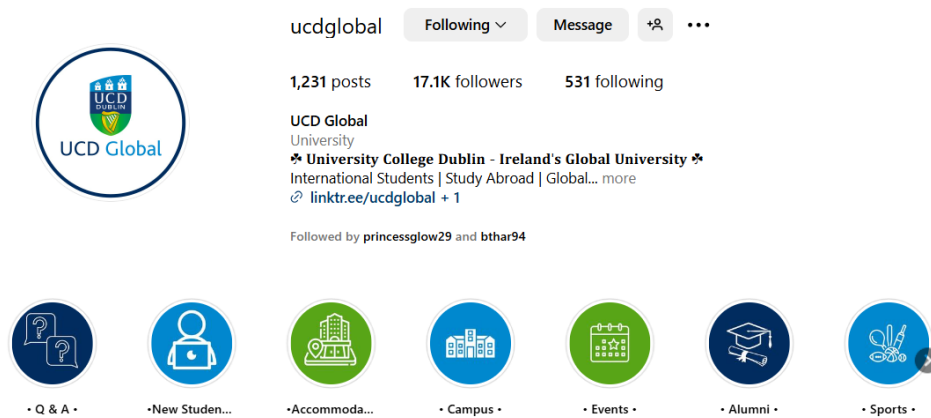 ucdglobal Following Message
1,231 posts 17.1K followers 531 following
UCD
DUBLIN
UCD Global
UCD Global
University
☘ University College Dublin - Ireland's Global University ☘
International Students | Study Abroad | Global... more
linktr.ee/ucdglobal + 1
Followed by princessglow29 and bthar94
• Q & A • •New Studen... •Accommoda... • Campus • • Events • • Alumni • • Sports •